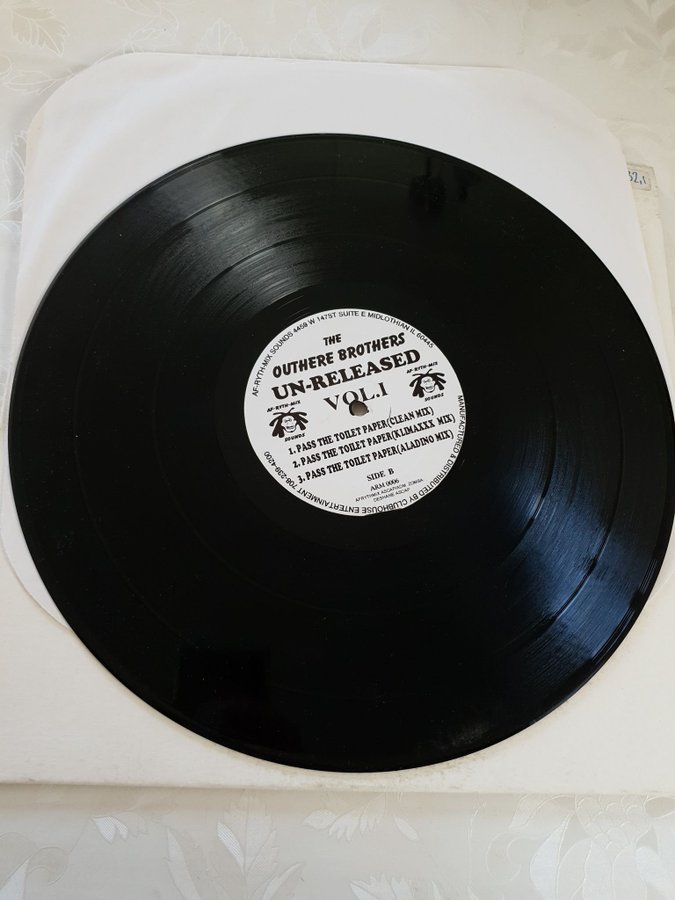 AF-RYTH-MIX SOUNDS 4459 W 147ST SUITE E MIDLOTHIAN IL 60445
THE
OUTHERE BROTHERS
UN-RELEASED
VOL.I
AF-RYTH-MIX
SOUNDS
AF-RYTH-MIX
SOUNDS
1. PASS THE TOILET PAPER(CLEAN MIX)
2. PASS THE TOILET PAPER(KLIMAXXX MIX)
3. PASS THE TOILET PAPER(ALADINO MIX)
SIDE B
ARM 0006
DESHANE ASCAP
MANUFACTURED & DISTRIBUTED BY CLUBHOUSE ENTERTAINMENT 708-239-4200